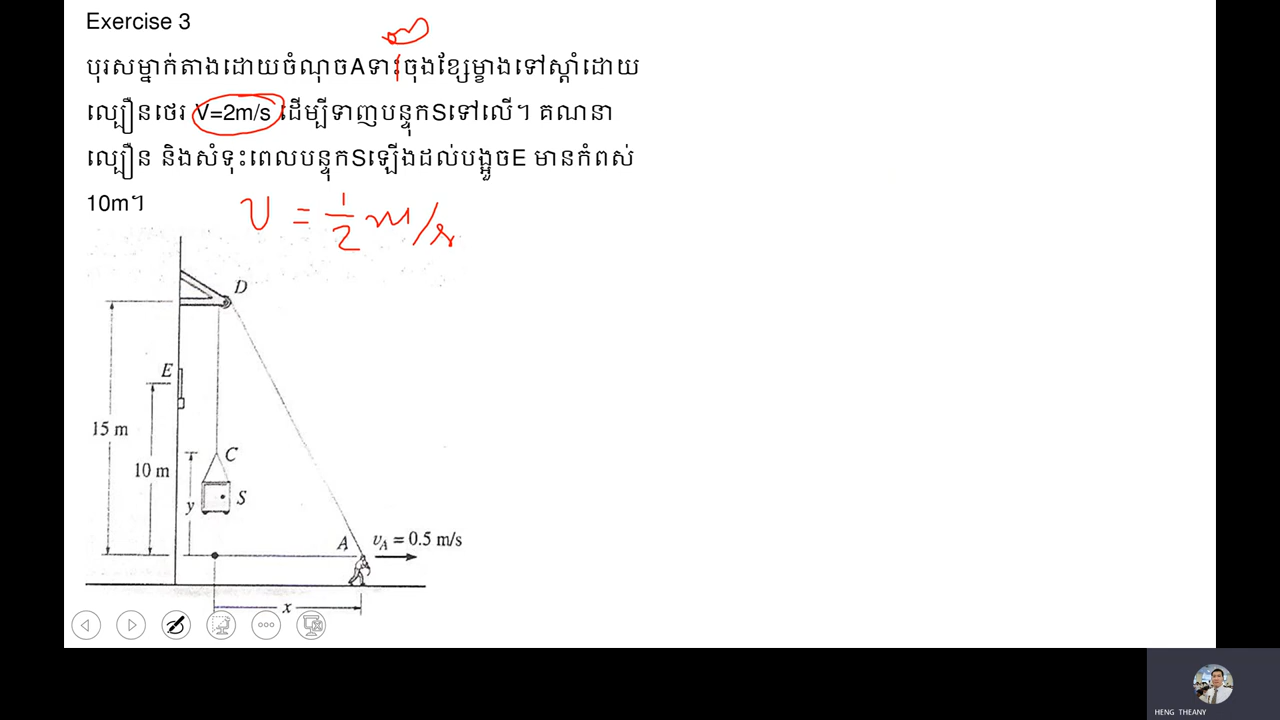 Exercise 3
បុរសម្នាក់តាងដោយចំណុចAទាះចុងខ្សែម្ខាងទៅស្តាំដោយ
ល្បឿនថេរ V=2m/s ដើម្បីទាញបន្ទុកSទៅលើ។ គណនា
ល្បឿន និងសំទុះពេលបន្ទុកSឡើងដល់បង្អួចE មានកំពស់
10m។
V = 1/2 m/s
D
E
15 m
10 m
C
S
y
A
vA = 0.5 m/s
x
HENG THEANY